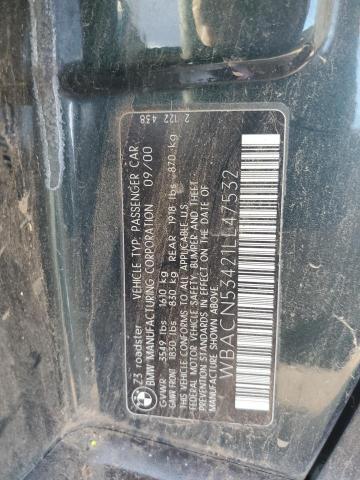 2 122 458
Z3 roadster VEHICLE TYP: PASSENGER CAR
BMW MANUFACTURING CORPORATION 09/00
GVWR 3549 lbs 1610 kg
GAWR FRONT 1830 lbs 830 kg REAR 1918 lbs 870 kg
THIS VEHICLE CONFORMS TO ALL APPLICABLE
FEDERAL MOTOR VEHICLE SAFETY, BUMPER-AND THEFT
PREVENTION STANDARDS IN EFFECT ON THE DATE OF
MANUFACTURE SHOWN ABOVE.
WBACN53421LL47532